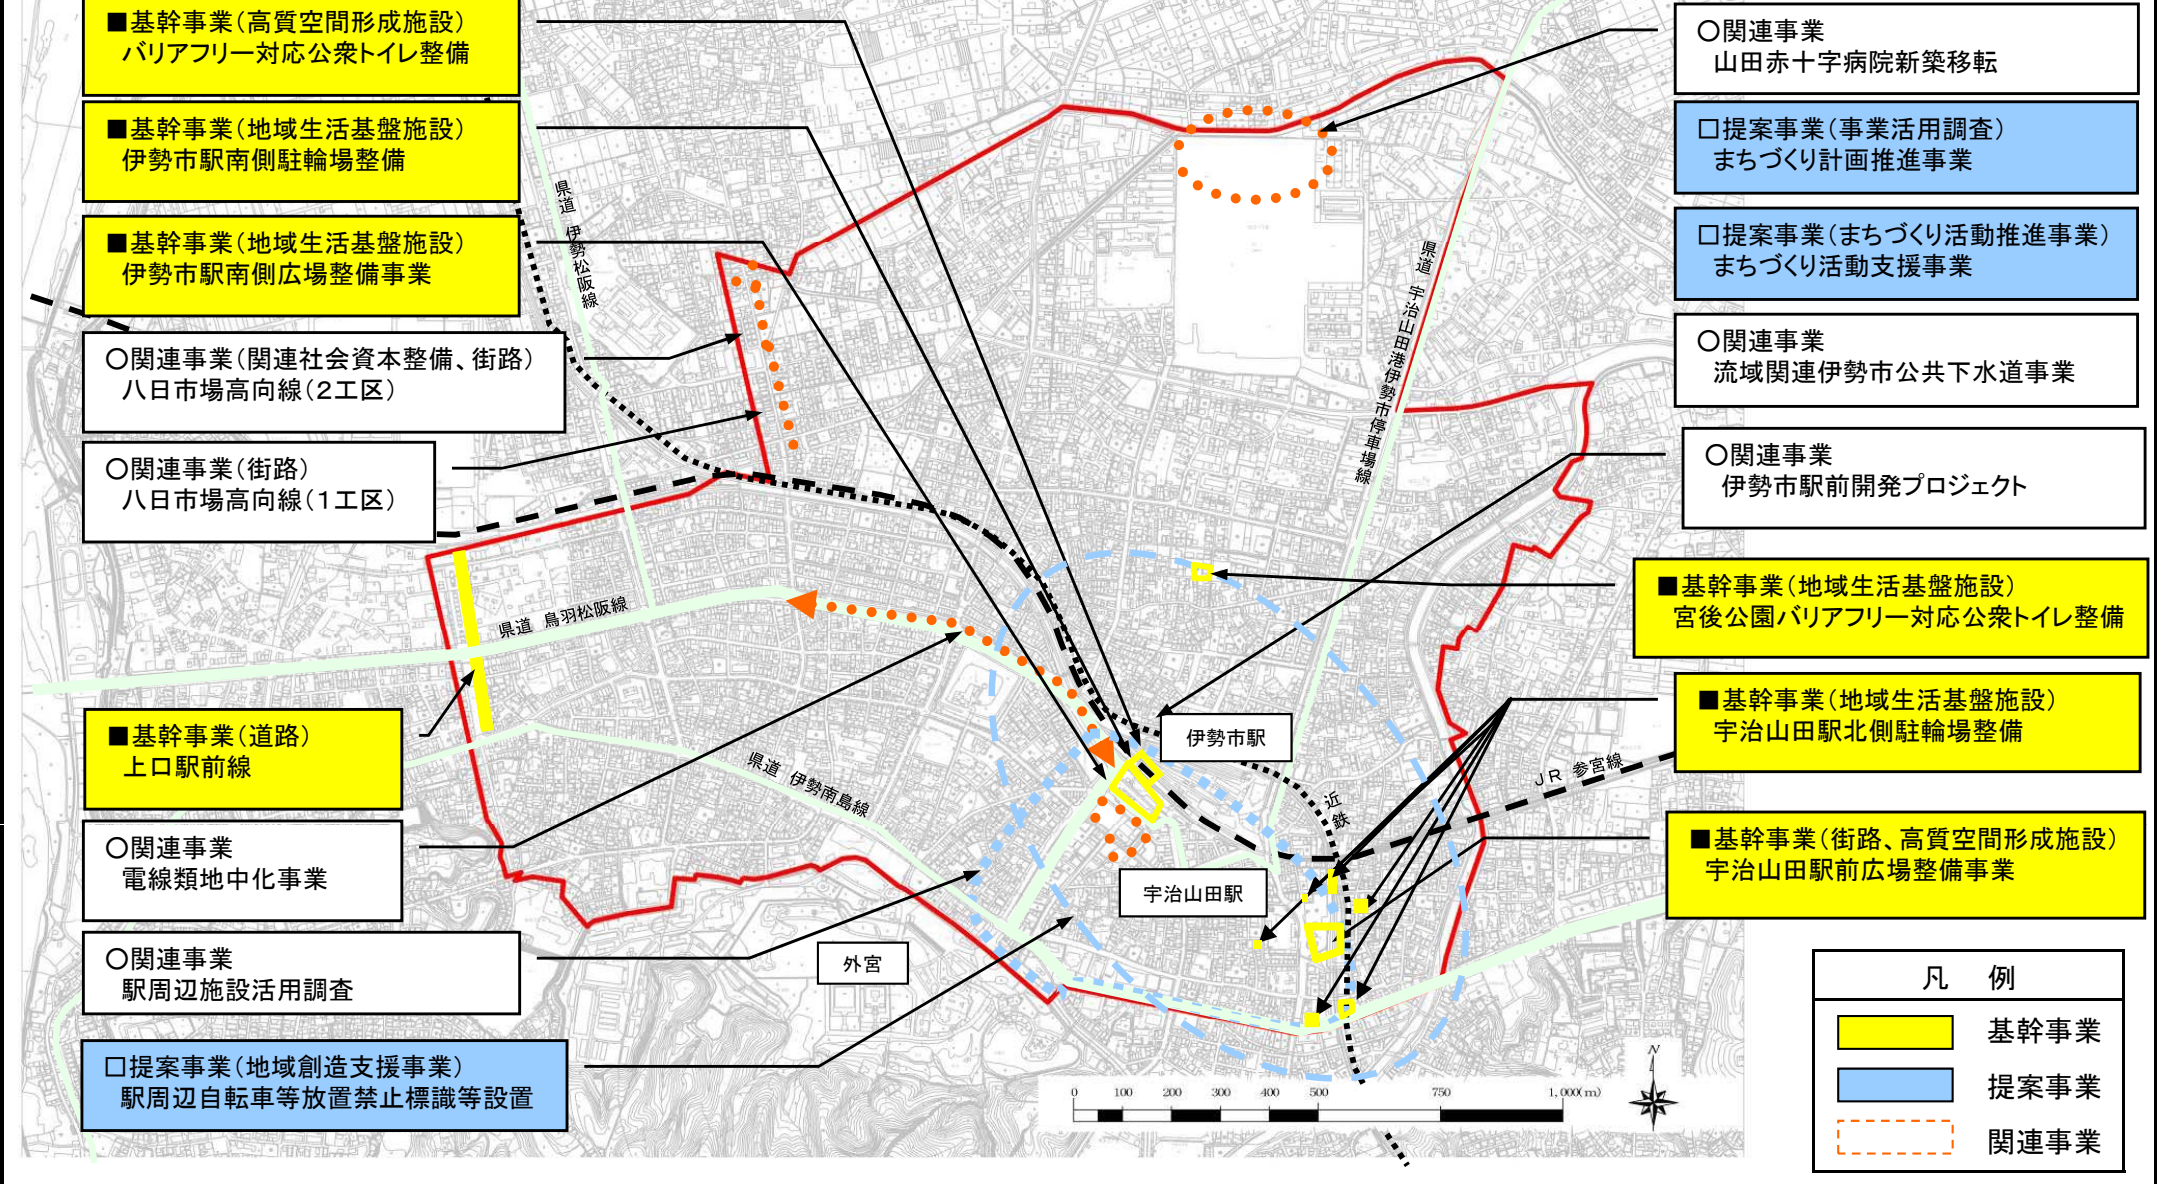 ■基幹事業(高質空間形成施設)
バリアフリー対応公衆トイレ整備
■基幹事業(地域生活基盤施設)
伊勢市駅南側駐輪場整備
■基幹事業(地域生活基盤施設)
伊勢市駅南側広場整備事業
○関連事業(関連社会資本整備、街路)
八日市場高向線(2工区)
○関連事業(街路)
八日市場高向線(1工区)
■基幹事業(道路)
上口駅前線
○関連事業
電線類地中化事業
○関連事業
駅周辺施設活用調査
□提案事業(地域創造支援事業)
駅周辺自転車等放置禁止標識等設置
県道 伊勢松阪線
県道 鳥羽松阪線
県道 伊勢南島線
県道 宇治山田港伊勢市停車場線
伊勢市駅
宇治山田駅
外宮
近鉄
JR 参宮線
○関連事業
山田赤十字病院新築移転
□提案事業(事業活用調査)
まちづくり計画推進事業
□提案事業(まちづくり活動推進事業)
まちづくり活動支援事業
○関連事業
流域関連伊勢市公共下水道事業
○関連事業
伊勢市駅前開発プロジェクト
■基幹事業(地域生活基盤施設)
宮後公園バリアフリー対応公衆トイレ整備
■基幹事業(地域生活基盤施設)
宇治山田駅北側駐輪場整備
■基幹事業(街路、高質空間形成施設)
宇治山田駅前広場整備事業
凡 例
基幹事業
提案事業
関連事業
0 100 200 300 400 500 750 1,000(m)
N